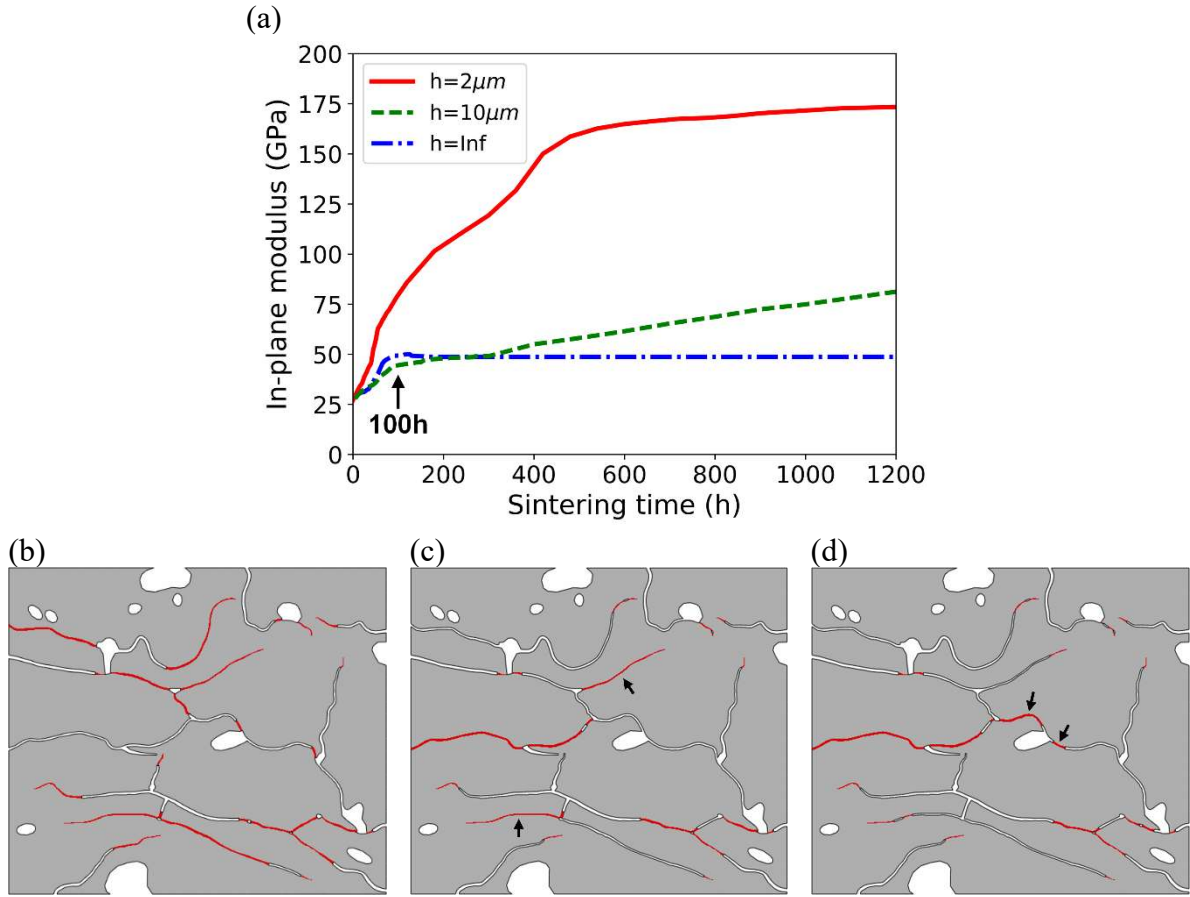 (a)
200
175
150
125
100
75
50
25
0
In-plane modulus (GPa)
h=2μm
h=10μm
h=Inf
100h
0 200 400 600 800 1000 1200
Sintering time (h)
(b) (c) (d)